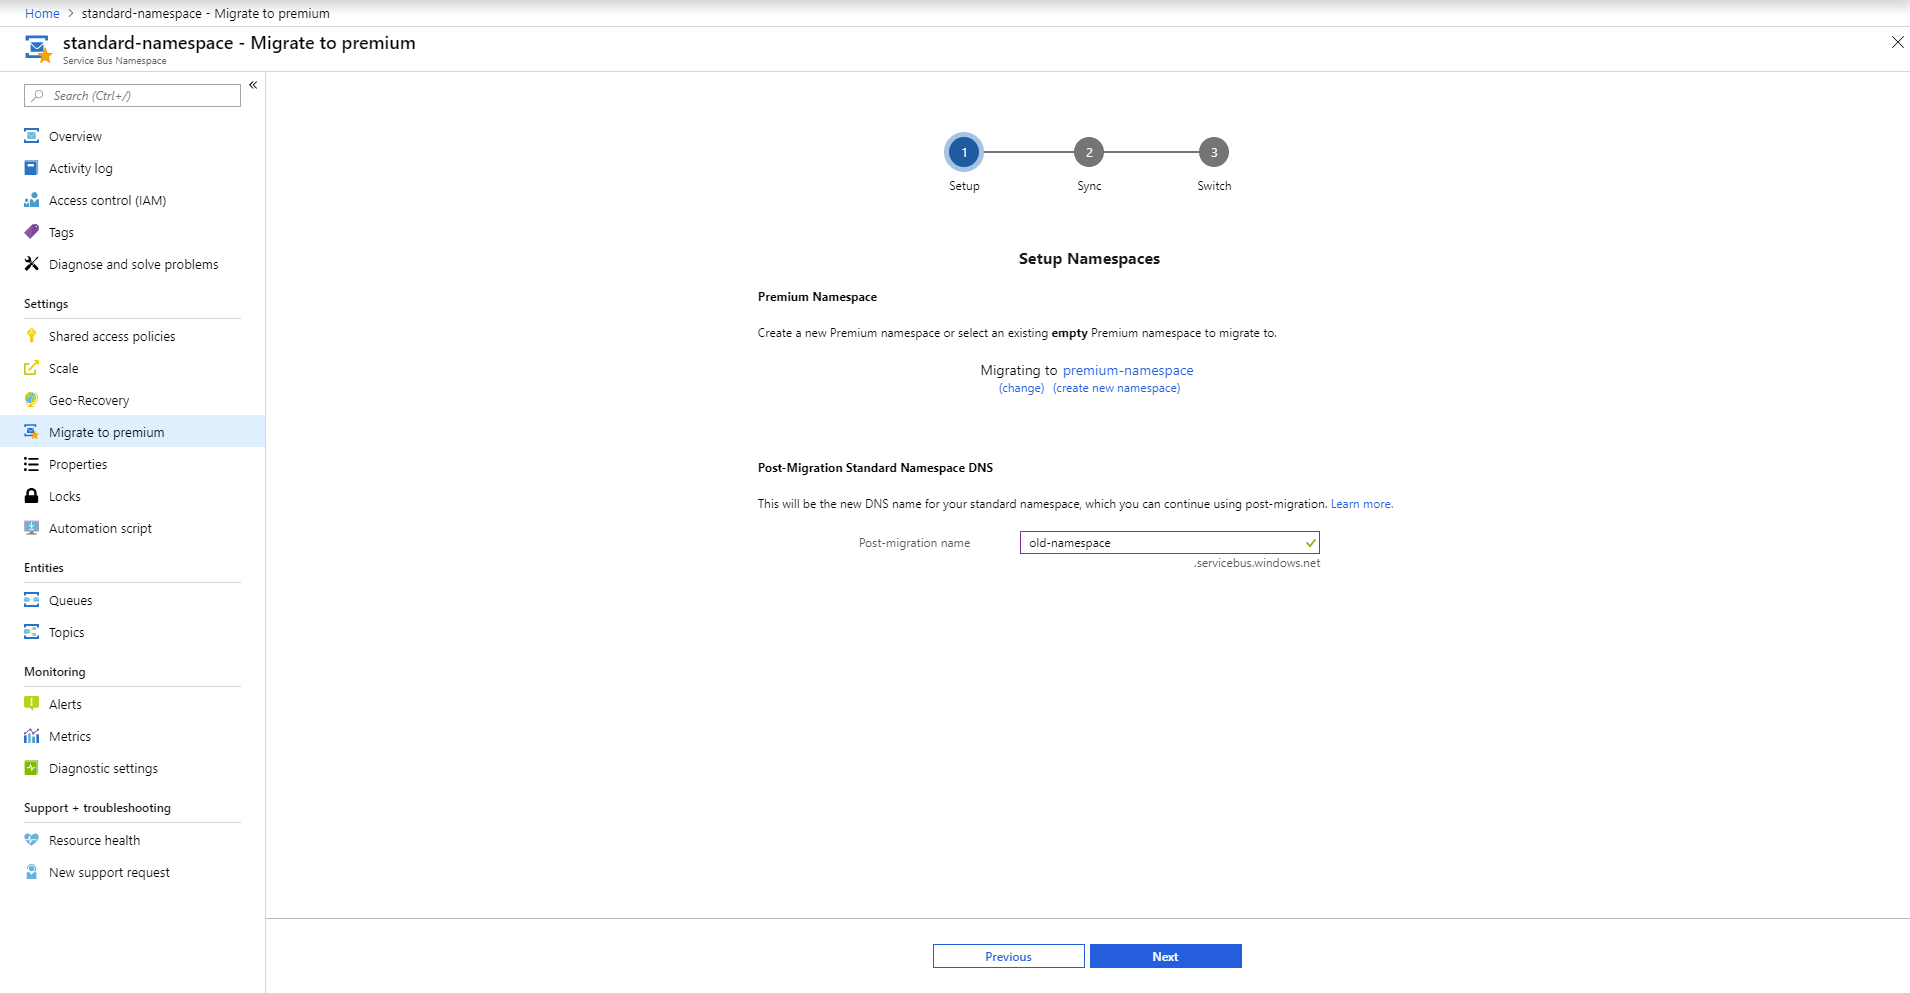 Home > standard-namespace - Migrate to premium
standard-namespace - Migrate to premium
Service Bus Namespace
Search (Ctrl+/)
«
Overview
Activity log
Access control (IAM)
Tags
Diagnose and solve problems
Settings
Shared access policies
Scale
Geo-Recovery
Migrate to premium
Properties
Locks
Automation script
Entities
Queues
Topics
Monitoring
Alerts
Metrics
Diagnostic settings
Support + troubleshooting
Resource health
New support request
1 2 3
Setup Sync Switch
Setup Namespaces
Premium Namespace
Create a new Premium namespace or select an existing empty Premium namespace to migrate to.
Migrating to premium-namespace
(change) (create new namespace)
Post-Migration Standard Namespace DNS
This will be the new DNS name for your standard namespace, which you can continue using post-migration. Learn more.
Post-migration name old-namespace
.servicebus.windows.net
Previous Next